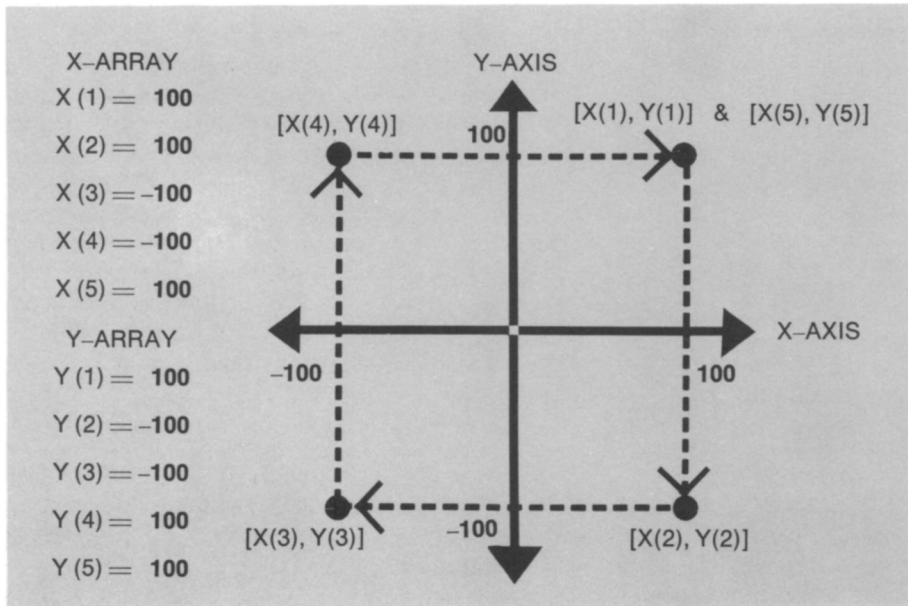 X–ARRAY
X (1) = 100
X (2) = 100
X (3) = –100
X (4) = –100
X (5) = 100
Y–ARRAY
Y (1) = 100
Y (2) = –100
Y (3) = –100
Y (4) = 100
Y (5) = 100
Y–AXIS
[X(4), Y(4)]
100
[X(1), Y(1)] & [X(5), Y(5)]
–100
100
X–AXIS
[X(3), Y(3)]
–100
[X(2), Y(2)]